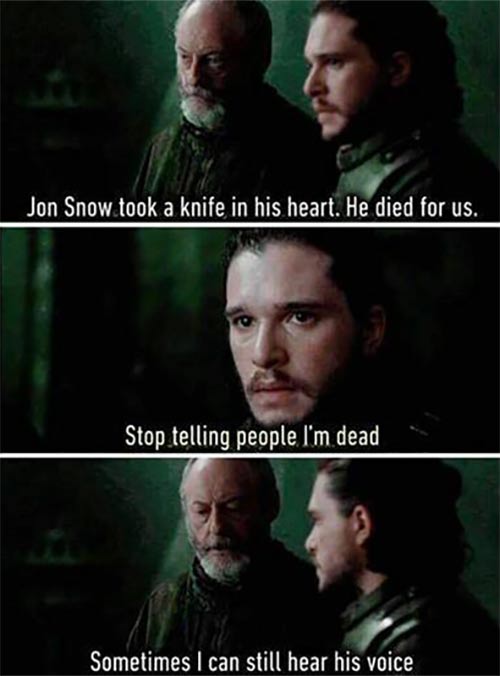 Jon Snow took a knife in his heart. He died for us.
Stop telling people I'm dead
Sometimes I can still hear his voice